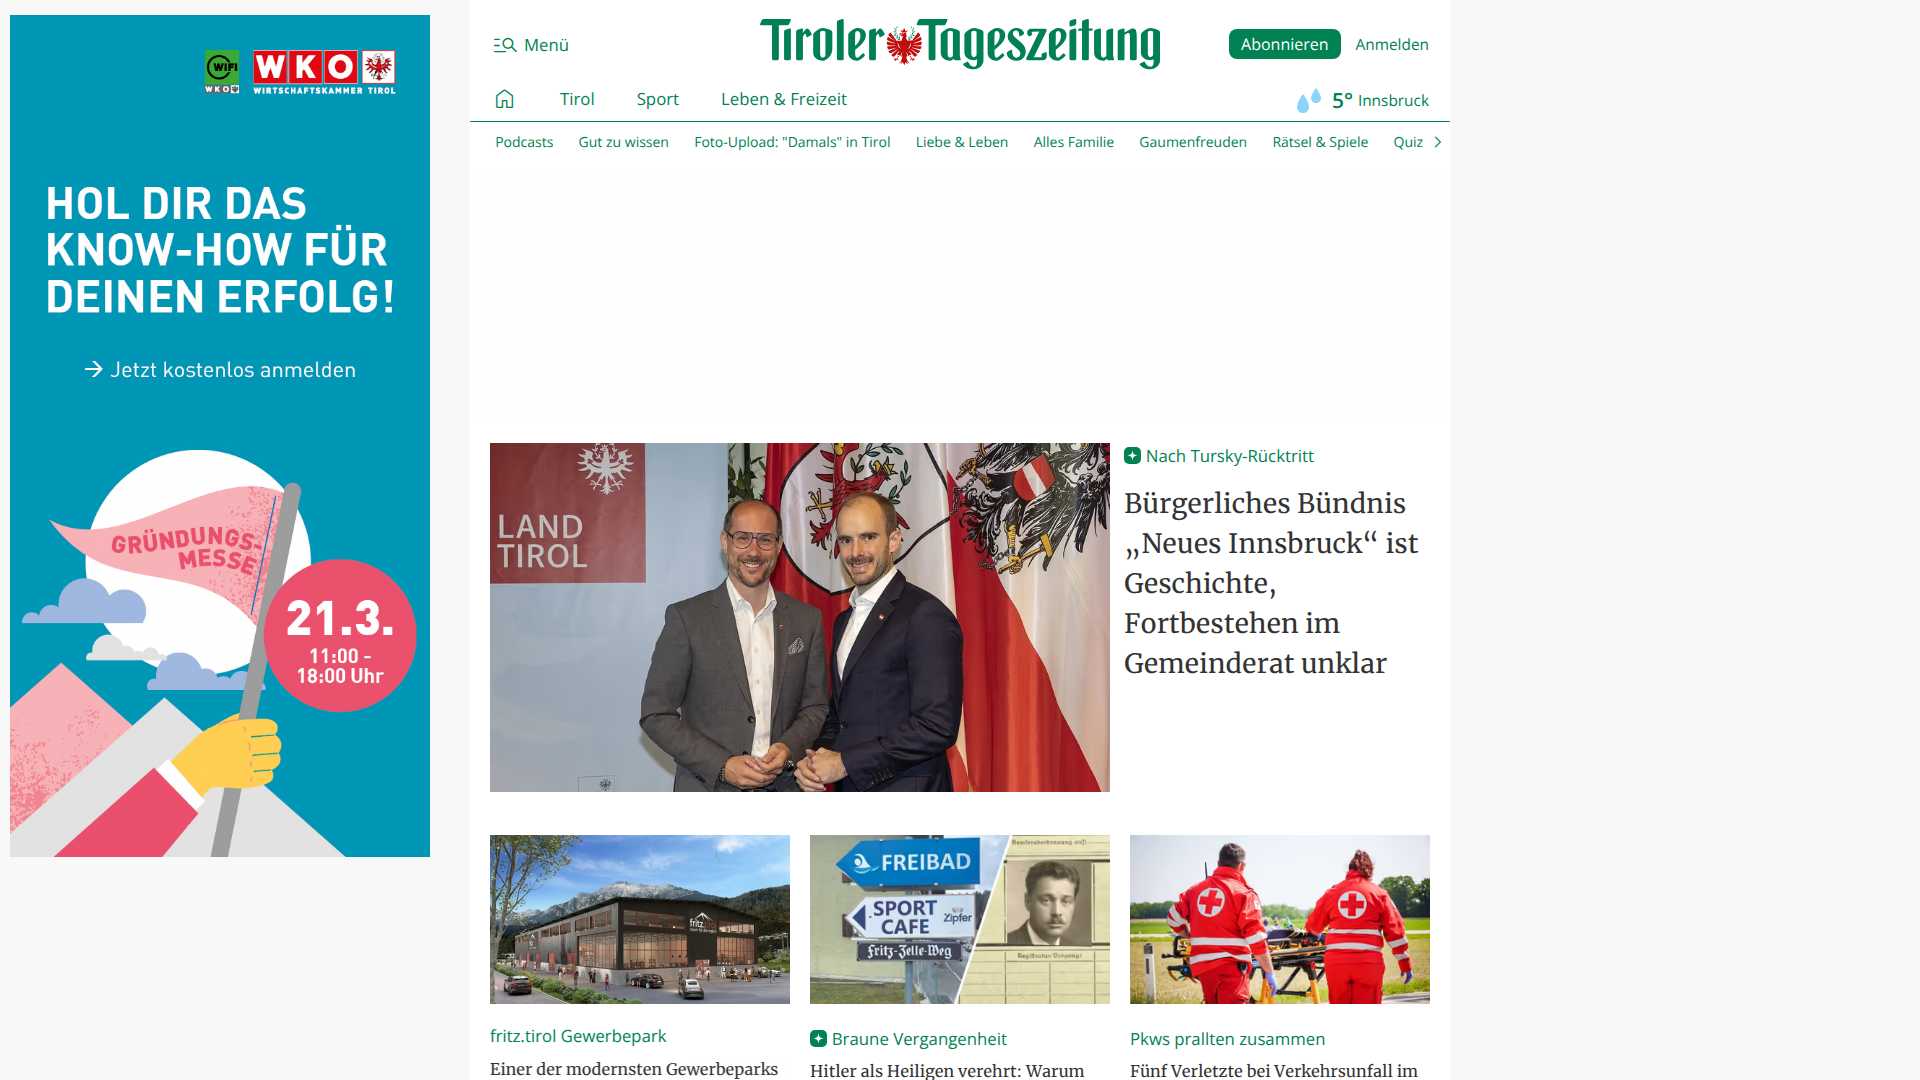 WIFI
WKO
WKO
WIRTSCHAFTSKAMMER TIROL
HOL DIR DAS
KNOW-HOW FÜR
DEINEN ERFOLG!
→ Jetzt kostenlos anmelden
GRÜNDUNGS-
MESSE
21.3.
11:00 -
18:00 Uhr
Menü
Tiroler Tageszeitung
Abonnieren
Anmelden
Tirol
Sport
Leben & Freizeit
5° Innsbruck
Podcasts
Gut zu wissen
Foto-Upload: "Damals" in Tirol
Liebe & Leben
Alles Familie
Gaumenfreuden
Rätsel & Spiele
Quiz
LAND
TIROL
Nach Tursky-Rücktritt
Bürgerliches Bündnis
„Neues Innsbruck“ ist
Geschichte,
Fortbestehen im
Gemeinderat unklar
fritz.
FREIBAD
SPORT
CAFE
Zipfer
Fritz-Zelle-Weg
fritz.tirol Gewerbepark
Einer der modernsten Gewerbeparks
Braune Vergangenheit
Hitler als Heiligen verehrt: Warum
Pkws prallten zusammen
Fünf Verletzte bei Verkehrsunfall im